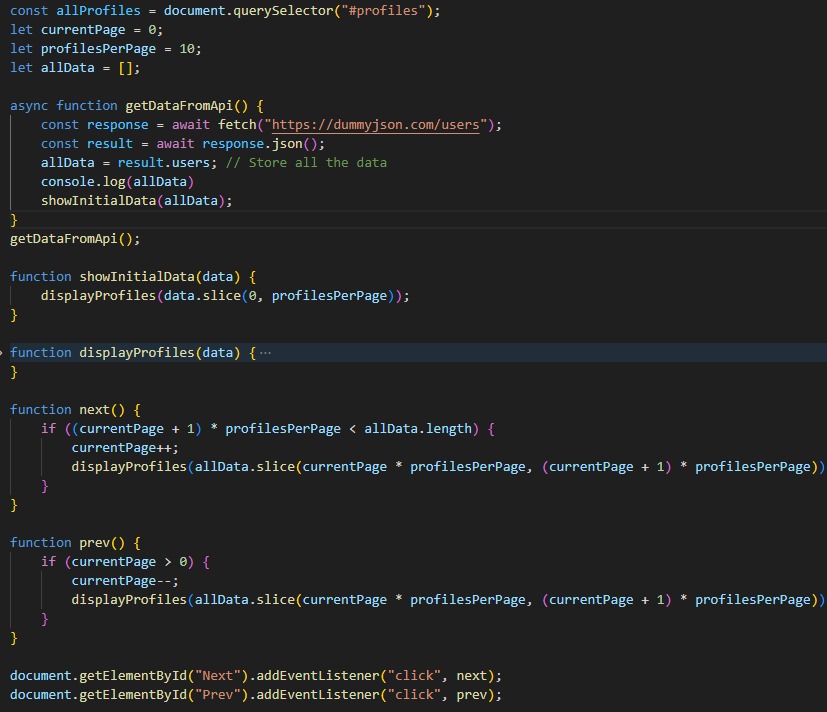 const allProfiles = document.querySelector("#profiles");
let currentPage = 0;
let profilesPerPage = 10;
let allData = [];
async function getDataFromApi() {
    const response = await fetch("https://dummyjson.com/users");
    const result = await response.json();
    allData = result.users; // Store all the data
    console.log(allData)
    showInitialData(allData);
}
getDataFromApi();
function showInitialData(data) {
    displayProfiles(data.slice(0, profilesPerPage));
}
function displayProfiles(data) { ···
}
function next() {
    if ((currentPage + 1) * profilesPerPage < allData.length) {
        currentPage++;
        displayProfiles(allData.slice(currentPage * profilesPerPage, (currentPage + 1) * profilesPerPage))
    }
}
function prev() {
    if (currentPage > 0) {
        currentPage--;
        displayProfiles(allData.slice(currentPage * profilesPerPage, (currentPage + 1) * profilesPerPage))
    }
}
document.getElementById("Next").addEventListener("click", next);
document.getElementById("Prev").addEventListener("click", prev);